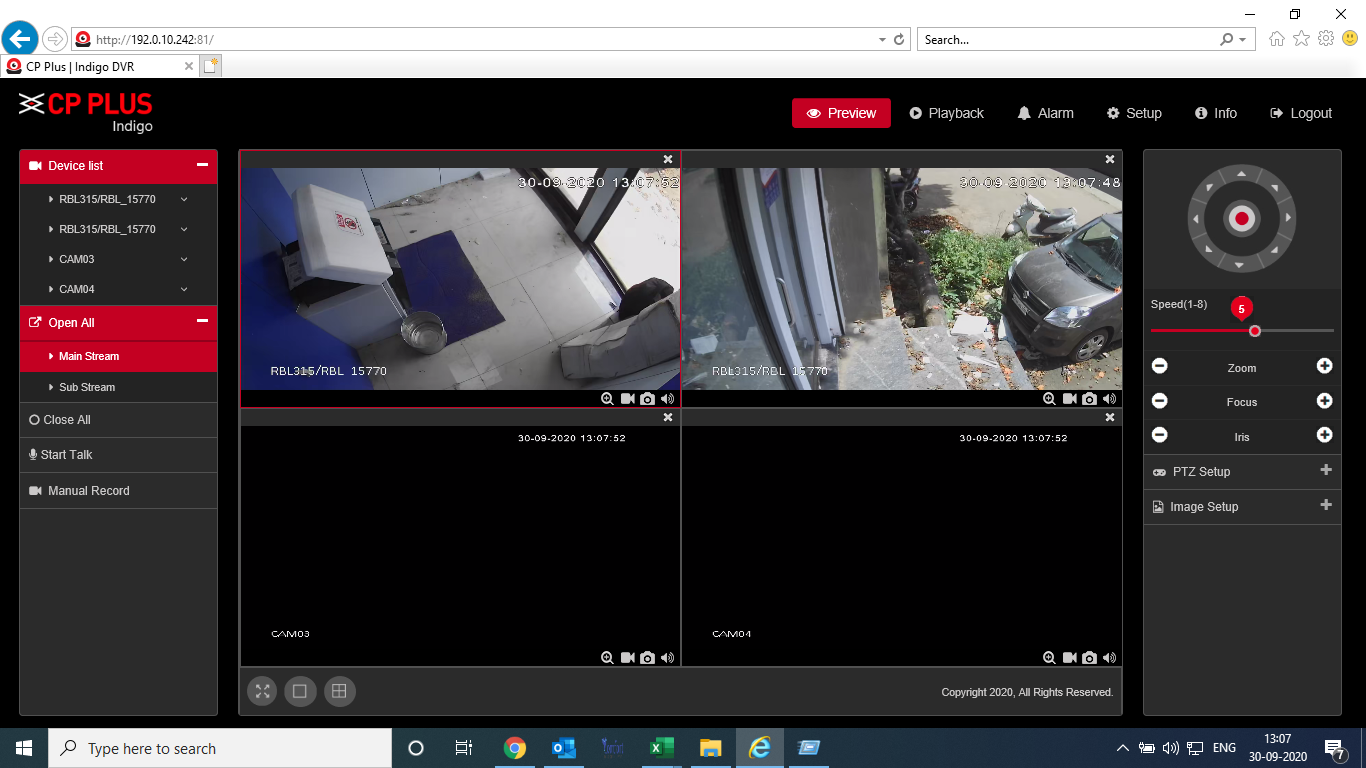 http://192.0.10.242:81/
Search...
CP Plus | Indigo DVR
CP PLUS
Indigo
Preview
Playback
Alarm
Setup
Info
Logout
Device list
RBL315/RBL_15770
RBL315/RBL_15770
CAM03
CAM04
Open All
Main Stream
Sub Stream
Close All
Start Talk
Manual Record
30-09-2020 13:07:52
RBL315/RBL 15770
30-09-2020 13:07:48
RBL315/RBL 15770
30-09-2020 13:07:52
CAM03
30-09-2020 13:07:52
CAM04
Copyright 2020, All Rights Reserved.
Speed(1-8)
5
Zoom
Focus
Iris
PTZ Setup
Image Setup
Type here to search
ENG
13:07
30-09-2020
7